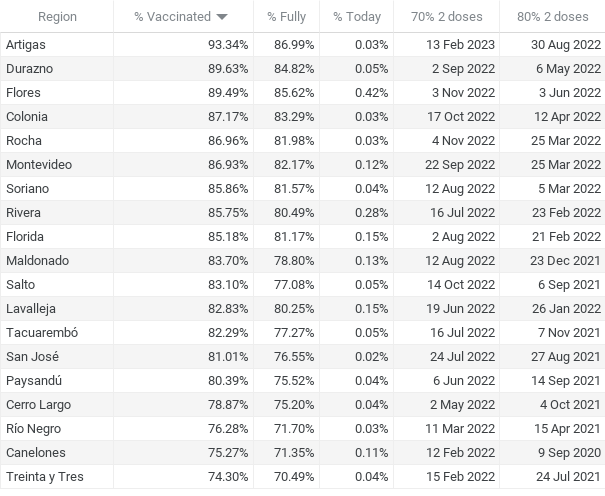 Region % Vaccinated % Fully % Today 70% 2 doses 80% 2 doses
Artigas 93.34% 86.99% 0.03% 13 Feb 2023 30 Aug 2022
Durazno 89.63% 84.82% 0.05% 2 Sep 2022 6 May 2022
Flores 89.49% 85.62% 0.42% 3 Nov 2022 3 Jun 2022
Colonia 87.17% 83.29% 0.03% 17 Oct 2022 12 Apr 2022
Rocha 86.96% 81.98% 0.03% 4 Nov 2022 25 Mar 2022
Montevideo 86.93% 82.17% 0.12% 22 Sep 2022 25 Mar 2022
Soriano 85.86% 81.57% 0.04% 12 Aug 2022 5 Mar 2022
Rivera 85.75% 80.49% 0.28% 16 Jul 2022 23 Feb 2022
Florida 85.18% 81.17% 0.15% 2 Aug 2022 21 Feb 2022
Maldonado 83.70% 78.80% 0.13% 12 Aug 2022 23 Dec 2021
Salto 83.10% 77.08% 0.05% 14 Oct 2022 6 Sep 2021
Lavalleja 82.83% 80.25% 0.15% 19 Jun 2022 26 Jan 2022
Tacuarembó 82.29% 77.27% 0.05% 16 Jul 2022 7 Nov 2021
San José 81.01% 76.55% 0.02% 24 Jul 2022 27 Aug 2021
Paysandú 80.39% 75.52% 0.04% 6 Jun 2022 14 Sep 2021
Cerro Largo 78.87% 75.20% 0.04% 2 May 2022 4 Oct 2021
Río Negro 76.28% 71.70% 0.03% 11 Mar 2022 15 Apr 2021
Canelones 75.27% 71.35% 0.11% 12 Feb 2022 9 Sep 2020
Treinta y Tres 74.30% 70.49% 0.04% 15 Feb 2022 24 Jul 2021